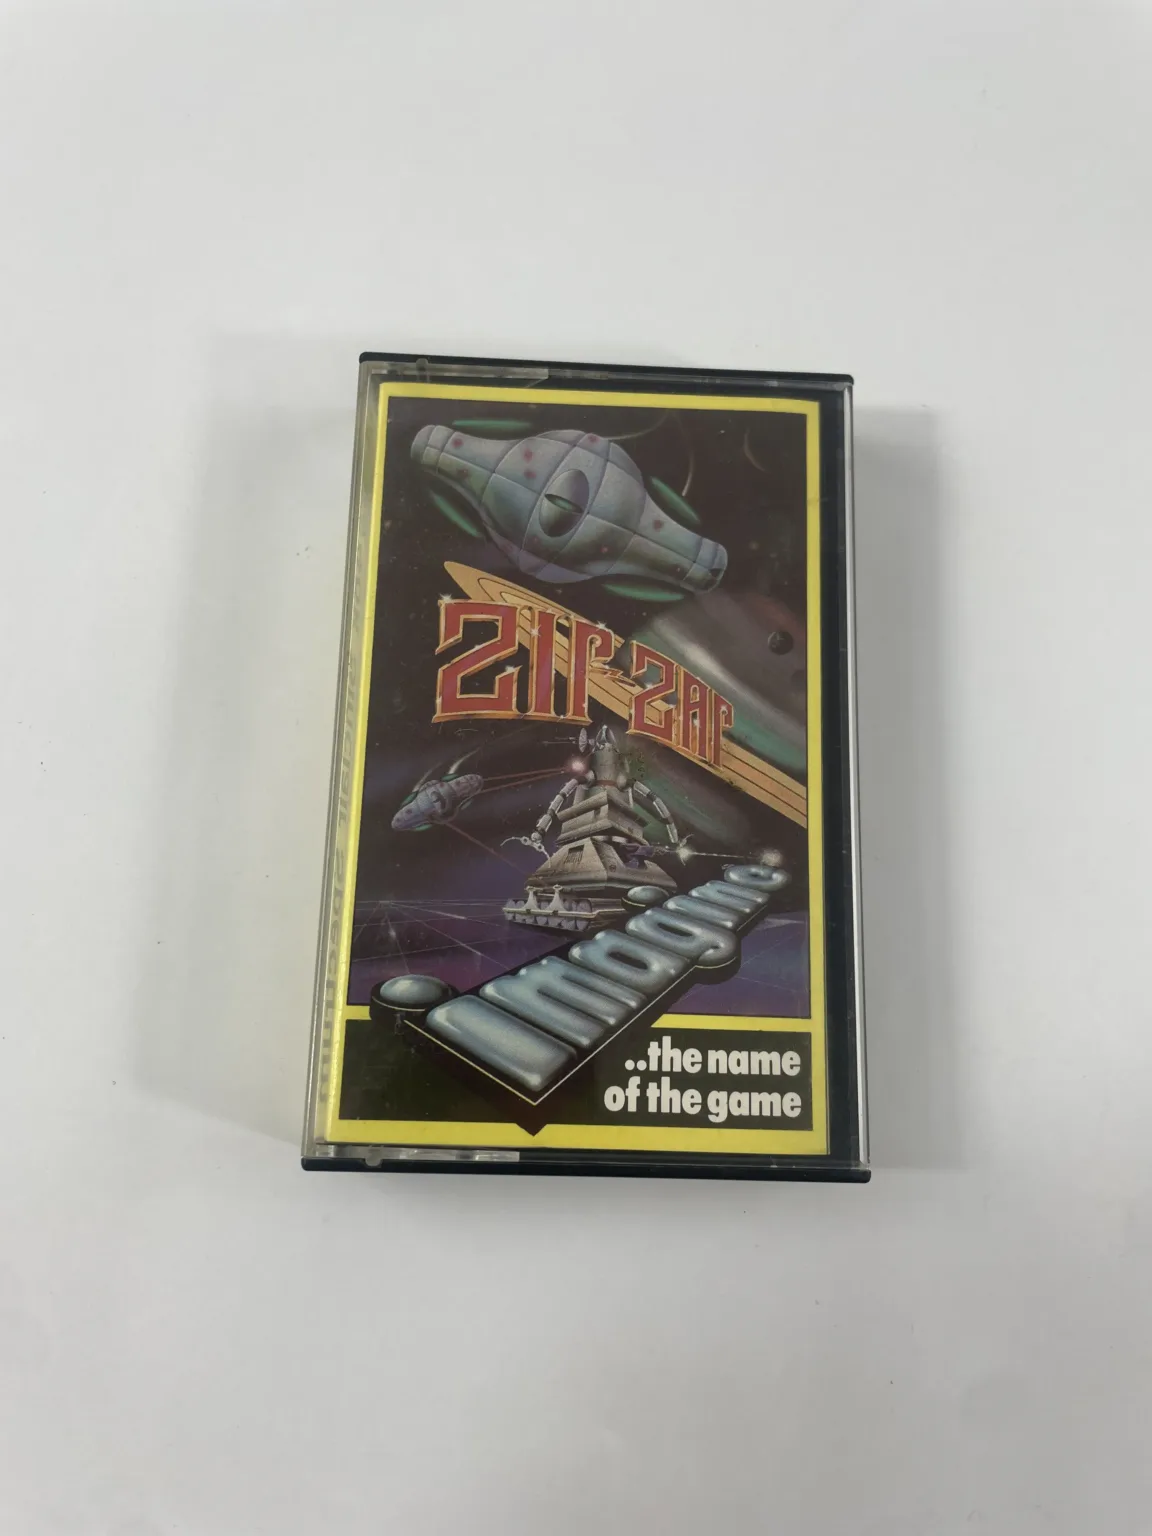 ZIP-ZAP
imagine
..the name
of the game